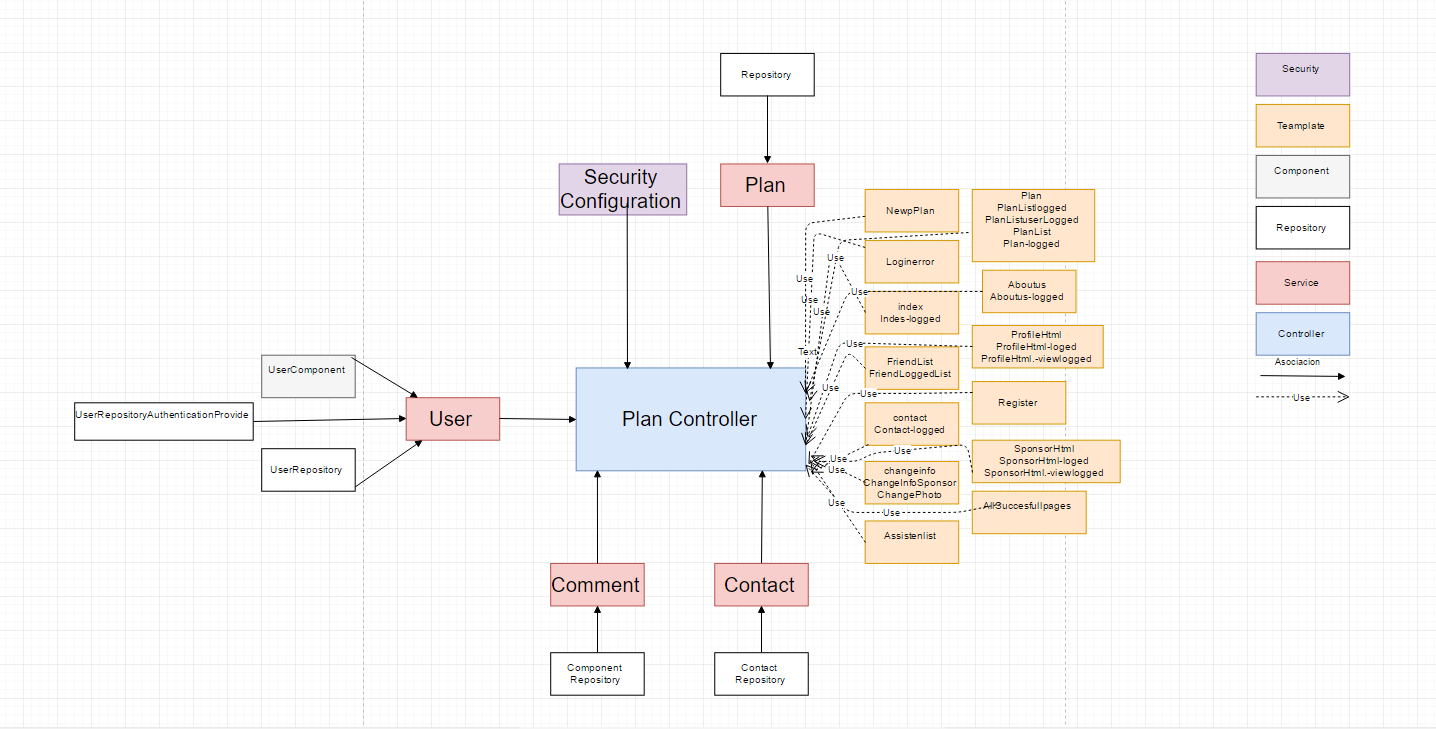 Repository
Security
Configuration
Plan
NewpPlan
Plan
PlanListlogged
PlanListuserLogged
PlanList
Plan-logged
Loginerror
Aboutus
Aboutus-logged
index
Indes-logged
ProfileHtml
ProfileHtml-loged
ProfileHtml.-viewlogged
FriendList
FriendLoggedList
Register
contact
Contact-logged
SponsorHtml
SponsorHtml-loged
SponsorHtml.-viewlogged
changeinfo
ChangeInfoSponsor
ChangePhoto
AllSuccesfullpages
Assistenlist
Use
Use
Use
Use
Use
Text
Use
Use
Use
Use
Use
Use
Use
Use
UserComponent
UserRepositoryAuthenticationProvide
UserRepository
User
Plan Controller
Comment
Contact
Component
Repository
Contact
Repository
Security
Teamplate
Component
Repository
Service
Controller
Asociacion
Use